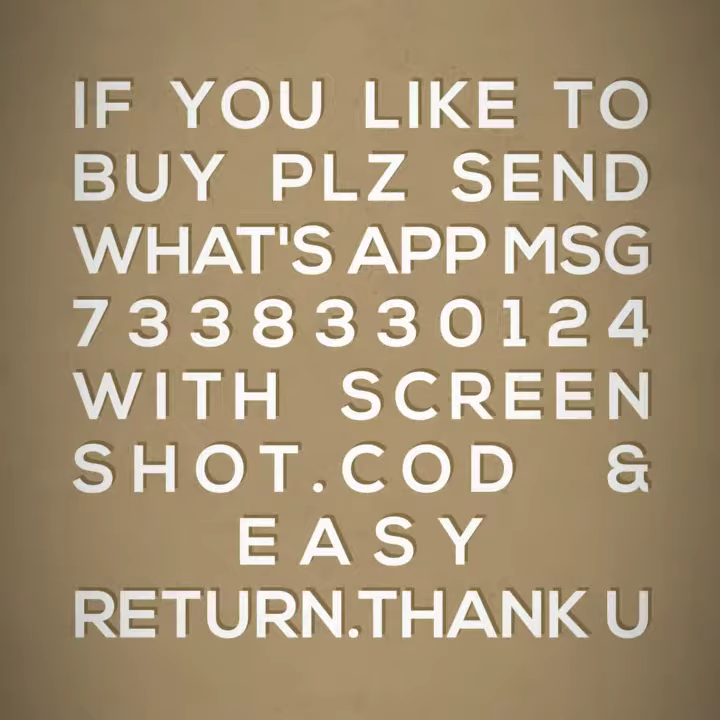 IF YOU LIKE TO
BUY PLZ SEND
WHAT'S APP MSG
7338330124
WITH SCREEN
SHOT.COD &
EASY
RETURN.THANK U